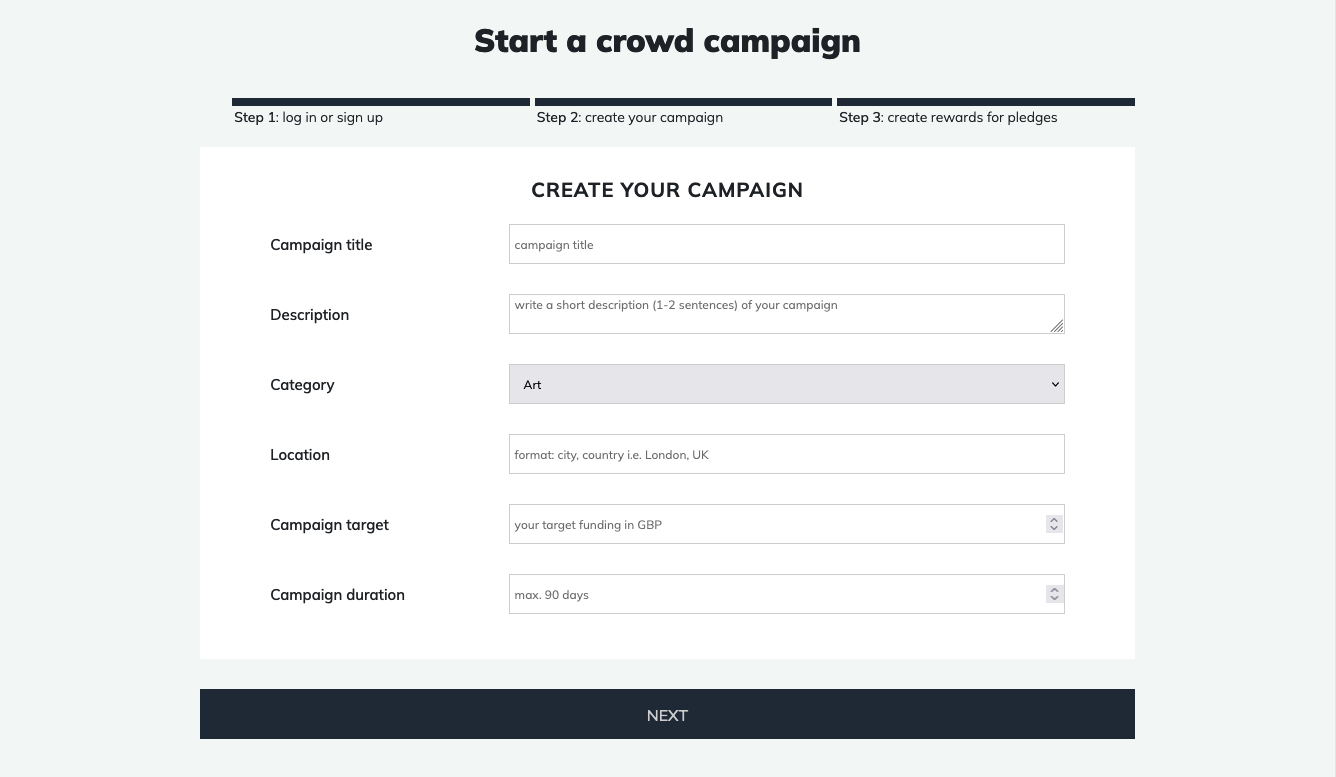 Start a crowd campaign
Step 1: log in or sign up
Step 2: create your campaign
Step 3: create rewards for pledges
CREATE YOUR CAMPAIGN
Campaign title
campaign title
Description
write a short description (1-2 sentences) of your campaign
Category
Art
Location
format: city, country i.e. London, UK
Campaign target
your target funding in GBP
Campaign duration
max. 90 days
NEXT